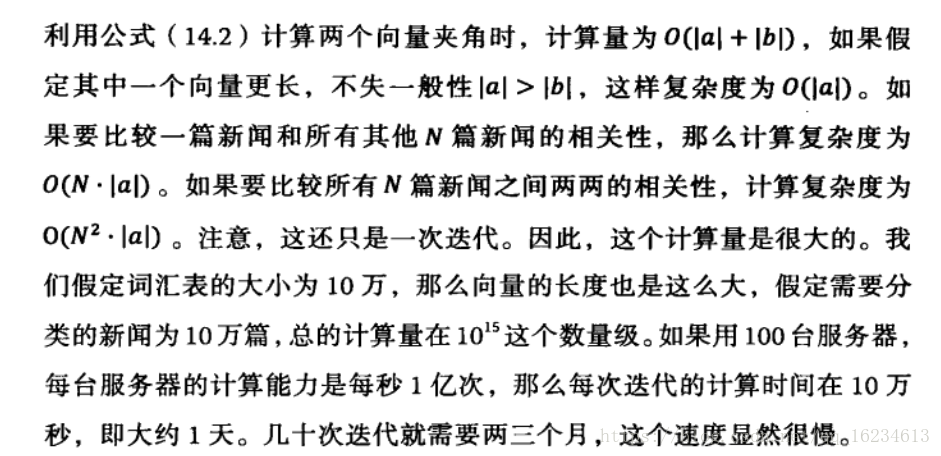 利用公式（14.2）计算两个向量夹角时，计算量为 O(|a| + |b|)，如果假
定其中一个向量更长，不失一般性|a| > |b|，这样复杂度为 O(|a|)。如
果要比较一篇新闻和所有其他 N 篇新闻的相关性，那么计算复杂度为
O(N · |a|)。如果要比较所有 N 篇新闻之间两两的相关性，计算复杂度为
O(N² · |a|) 。注意，这还只是一次迭代。因此，这个计算量是很大的。我
们假定词汇表的大小为 10 万，那么向量的长度也是这么大，假定需要分
类的新闻为 10 万篇，总的计算量在 10¹⁵ 这个数量级。如果用 100 台服务器，
每台服务器的计算能力是每秒 1 亿次，那么每次迭代的计算时间在 10 万
秒，即大约 1 天。几十次迭代就需要两三个月，这个速度显然很慢。